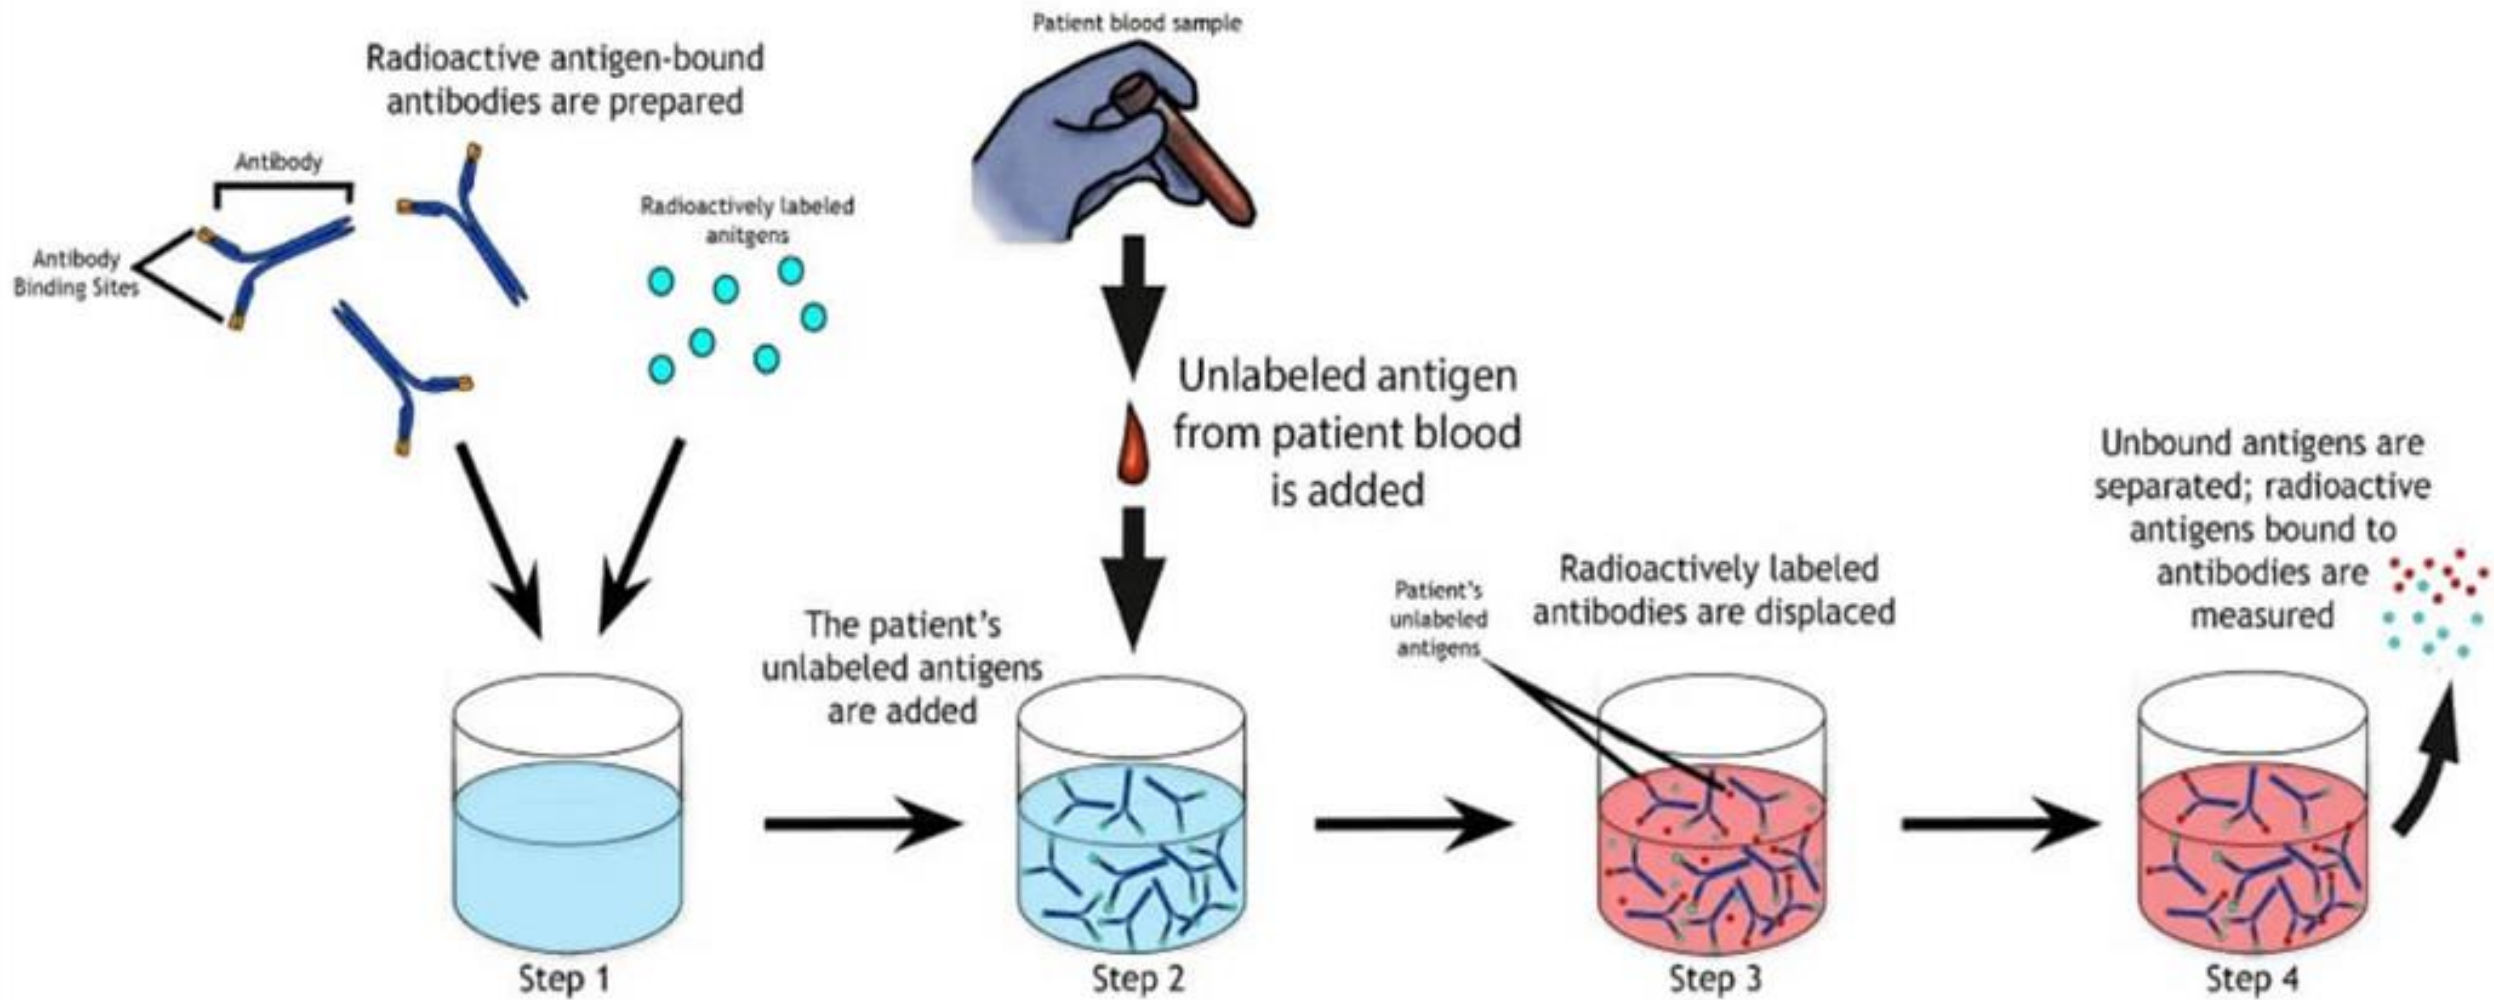 Patient blood sample
Radioactive antigen-bound
antibodies are prepared
Antibody
Antibody
Binding Sites
Radioactively labeled
anitgens
Unlabeled antigen
from patient blood
is added
The patient's
unlabeled antigens
are added
Patient's
unlabeled
antigens
Radioactively labeled
antibodies are displaced
Unbound antigens are
separated; radioactive
antigens bound to
antibodies are
measured
Step 1
Step 2
Step 3
Step 4